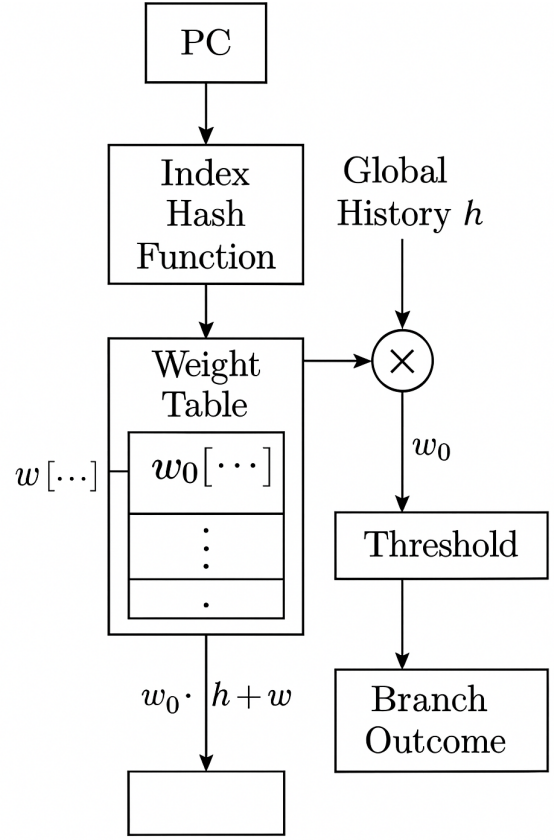 PC
Index
Hash
Function
Global
History h
Weight
Table
×
w[⋯]
w₀[⋯]
⋮
.
w₀
Threshold
w₀· h + w
Branch
Outcome